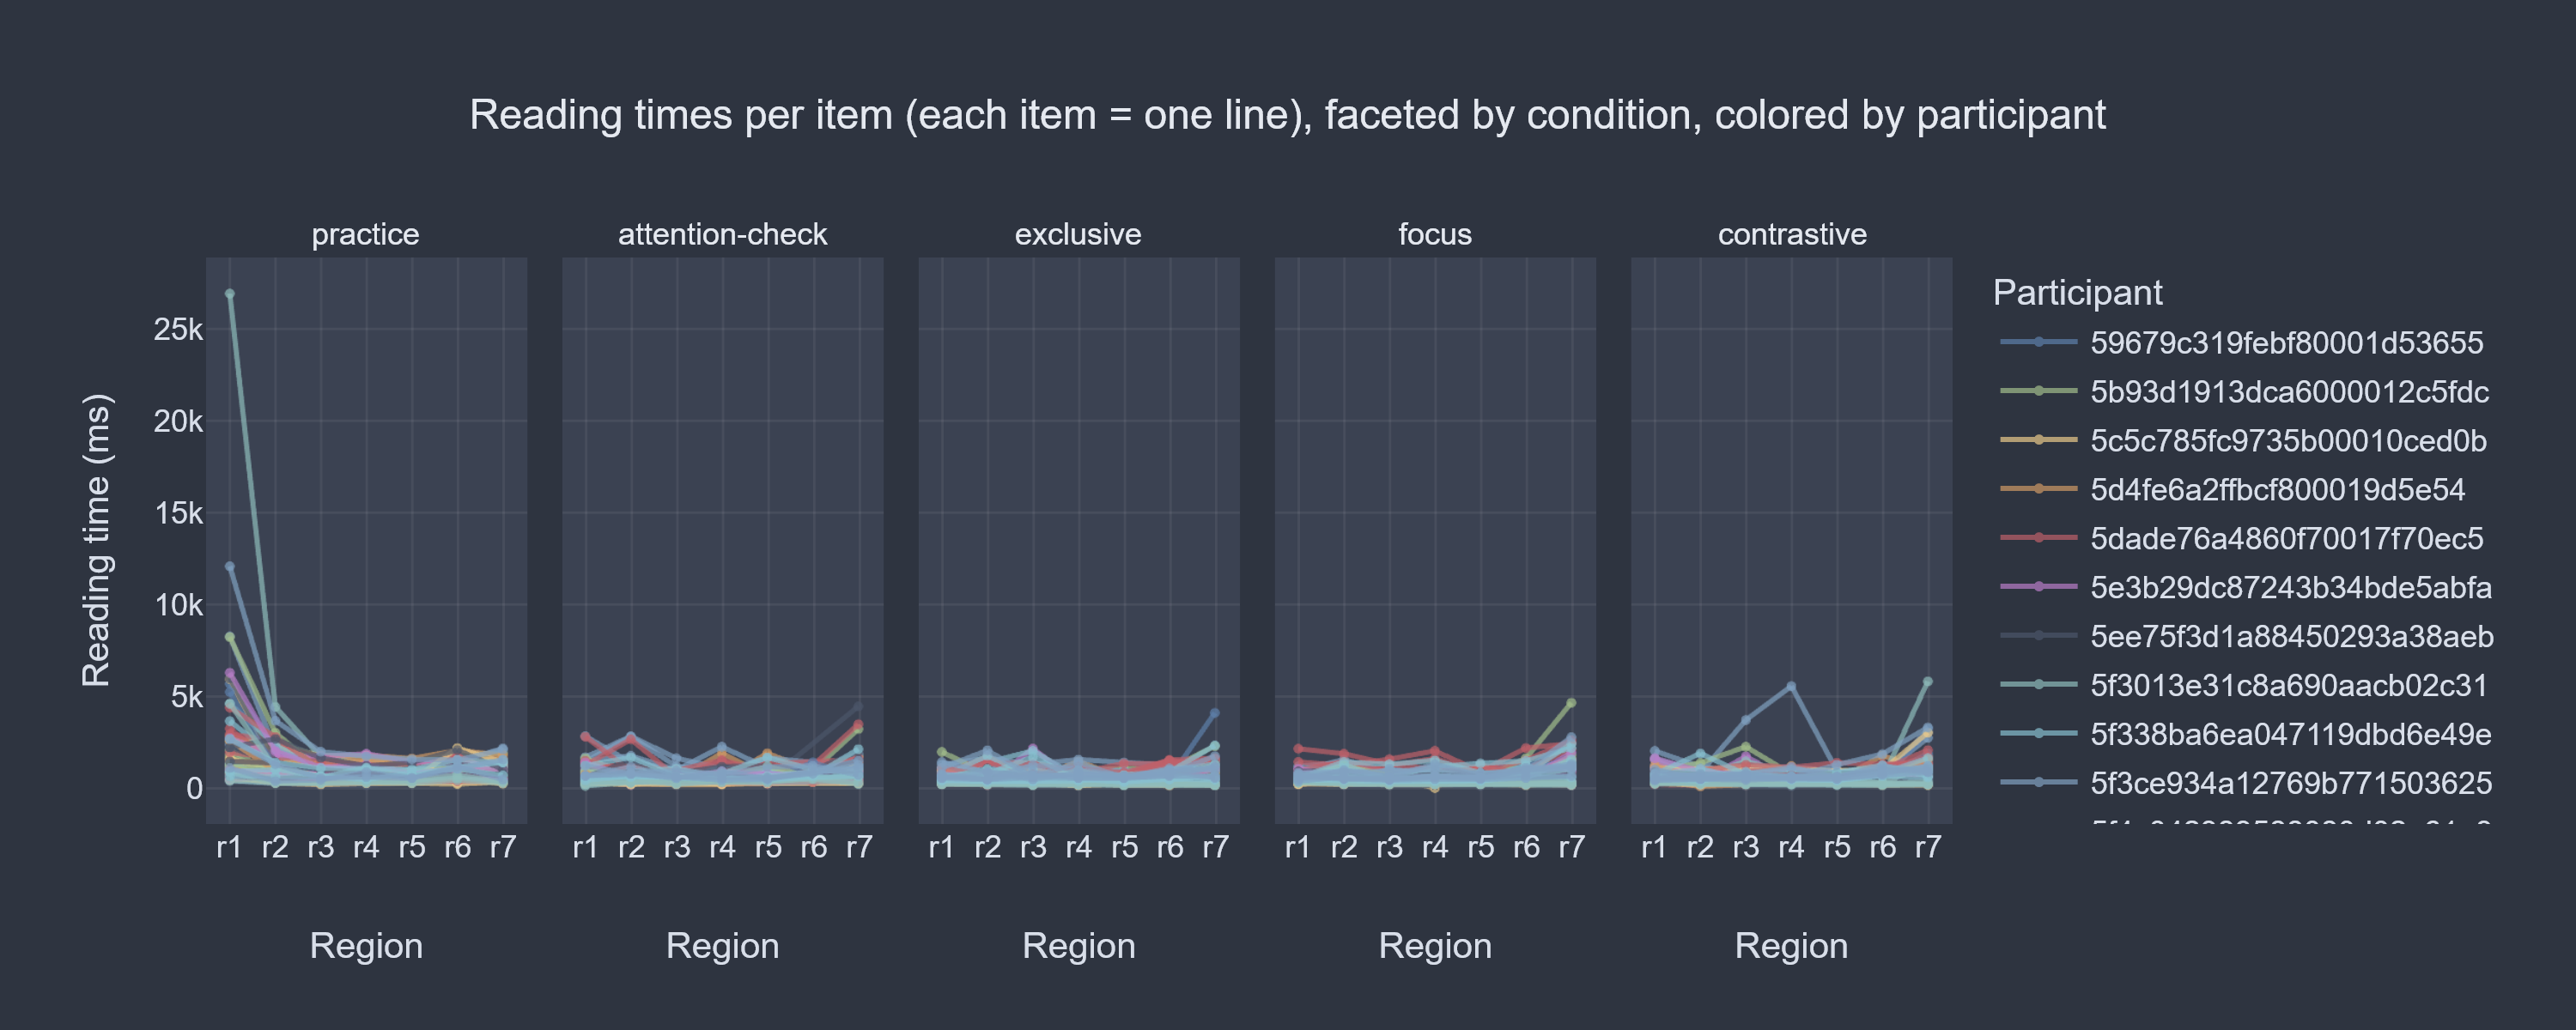 Reading times per item (each item = one line), faceted by condition, colored by participant
practice
attention-check
exclusive
focus
contrastive
Reading time (ms)
25k
20k
15k
10k
5k
0
r1 r2 r3 r4 r5 r6 r7
r1 r2 r3 r4 r5 r6 r7
r1 r2 r3 r4 r5 r6 r7
r1 r2 r3 r4 r5 r6 r7
r1 r2 r3 r4 r5 r6 r7
Region
Region
Region
Region
Region
Participant
59679c319febf80001d53655
5b93d1913dca6000012c5fdc
5c5c785fc9735b00010ced0b
5d4fe6a2ffbcf800019d5e54
5dade76a4860f70017f70ec5
5e3b29dc87243b34bde5abfa
5ee75f3d1a88450293a38aeb
5f3013e31c8a690aacb02c31
5f338ba6ea047119dbd6e49e
5f3ce934a12769b771503625